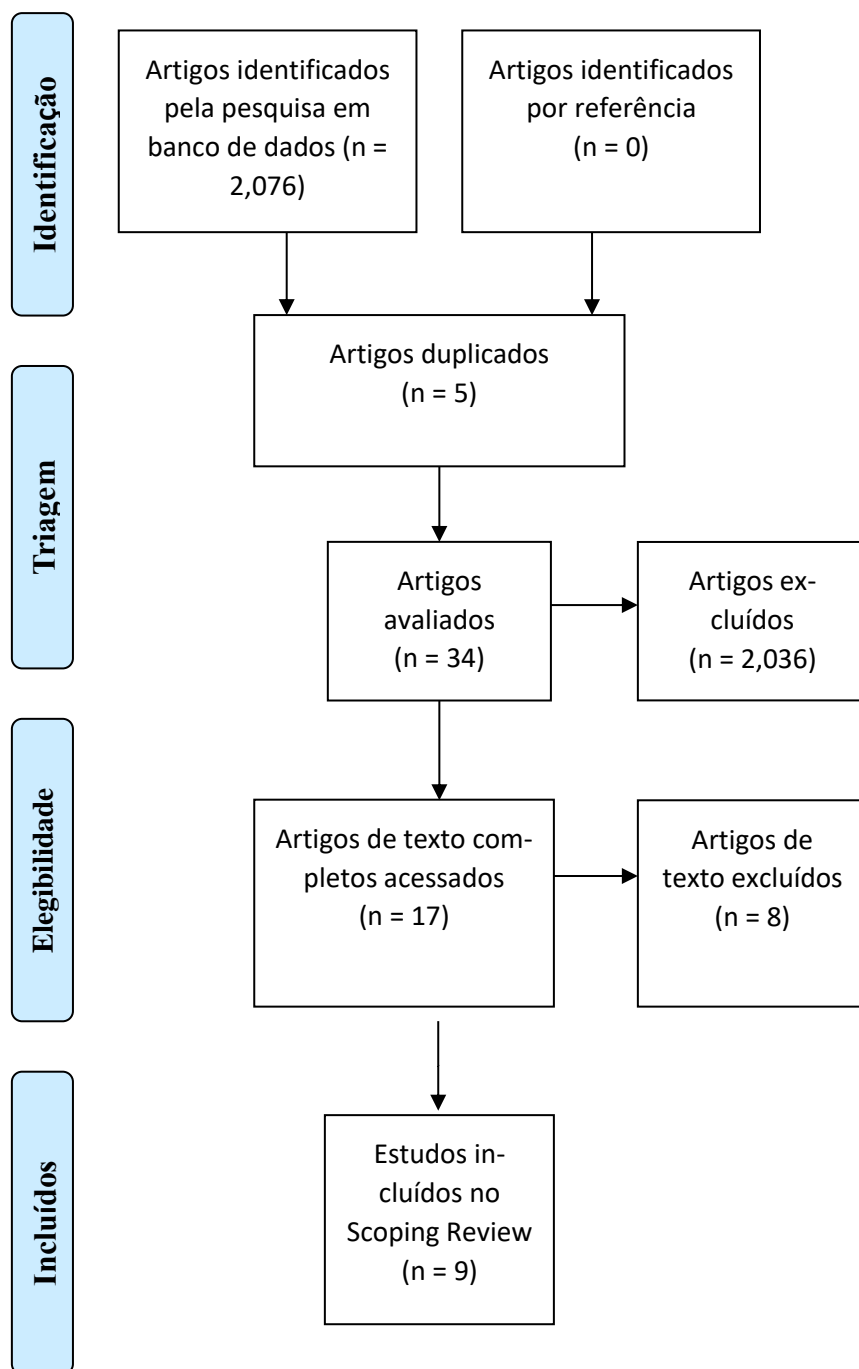 Identificação
Artigos identificados
pela pesquisa em
banco de dados (n =
2,076)
Artigos identificados
por referência
(n = 0)
Artigos duplicados
(n = 5)
Triagem
Artigos
avaliados
(n = 34)
Artigos ex-
cluídos
(n = 2,036)
Elegibilidade
Artigos de texto com-
pletos acessados
(n = 17)
Artigos de
texto excluídos
(n = 8)
Incluídos
Estudos in-
cluídos no
Scoping Review
(n = 9)